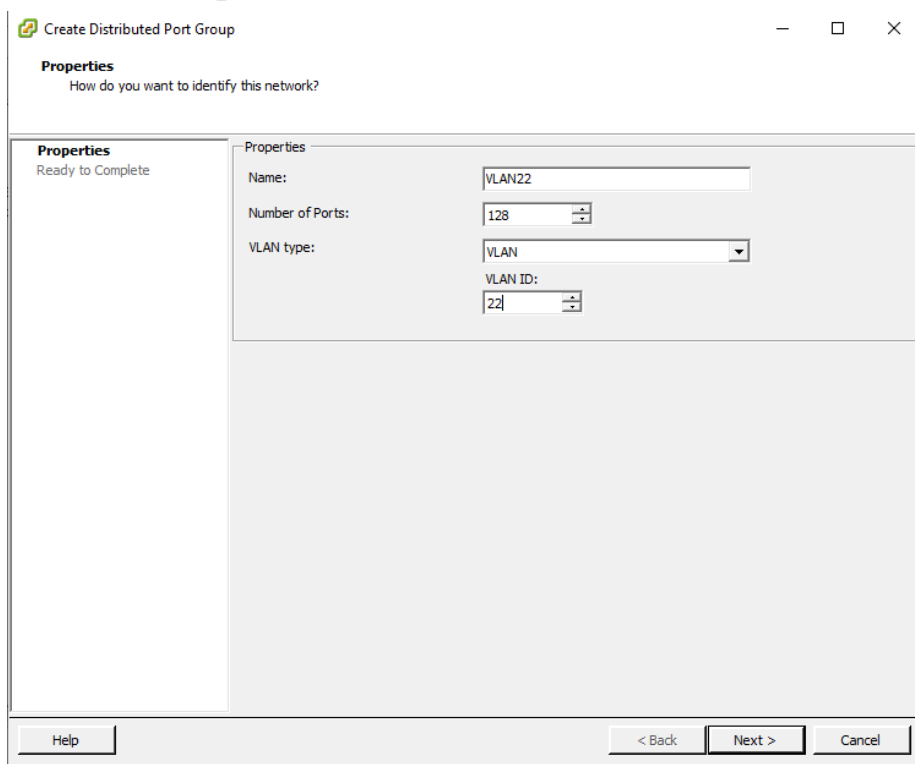 Create Distributed Port Group
Properties
How do you want to identify this network?
Properties
Ready to Complete
Properties
Name:
VLAN22
Number of Ports:
128
VLAN type:
VLAN
VLAN ID:
22
Help
< Back
Next >
Cancel